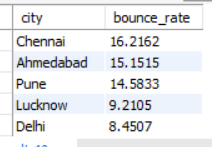 city bounce_rate
Chennai 16.2162
Ahmedabad 15.1515
Pune 14.5833
Lucknow 9.2105
Delhi 8.4507